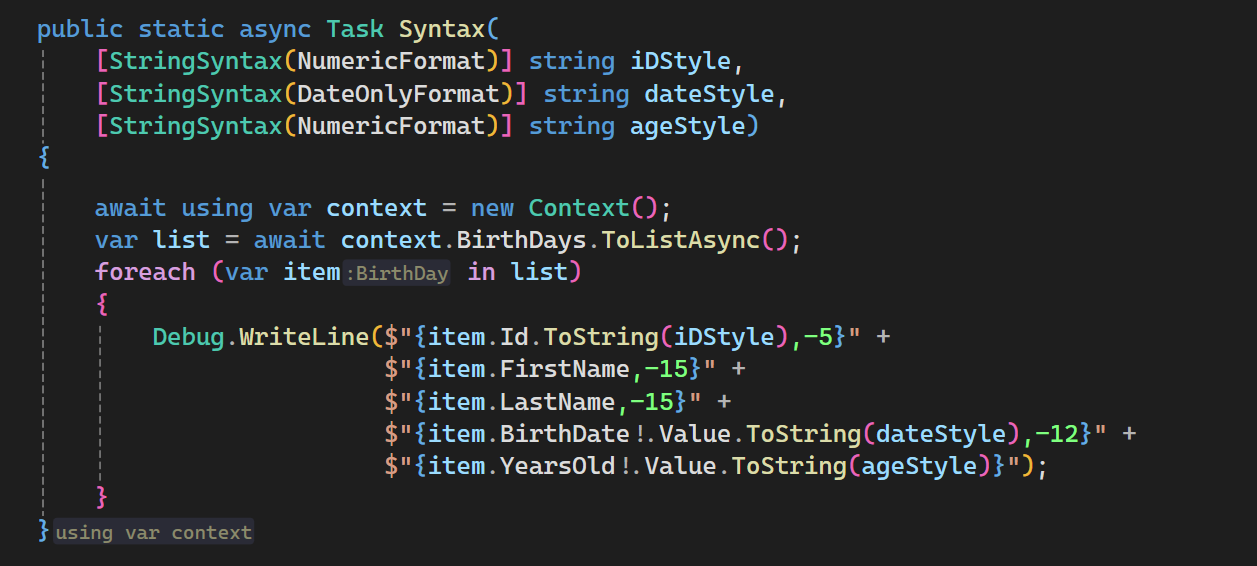 public static async Task Syntax(
    [StringSyntax(NumericFormat)] string iDStyle,
    [StringSyntax(DateOnlyFormat)] string dateStyle,
    [StringSyntax(NumericFormat)] string ageStyle)
{
    await using var context = new Context();
    var list = await context.BirthDays.ToListAsync();
    foreach (var item:BirthDay in list)
    {
        Debug.WriteLine($"{item.Id.ToString(iDStyle),-5}" +
                        $"{item.FirstName,-15}" +
                        $"{item.LastName,-15}" +
                        $"{item.BirthDate!.Value.ToString(dateStyle),-12}" +
                        $"{item.YearsOld!.Value.ToString(ageStyle)}");
    }
} using var context